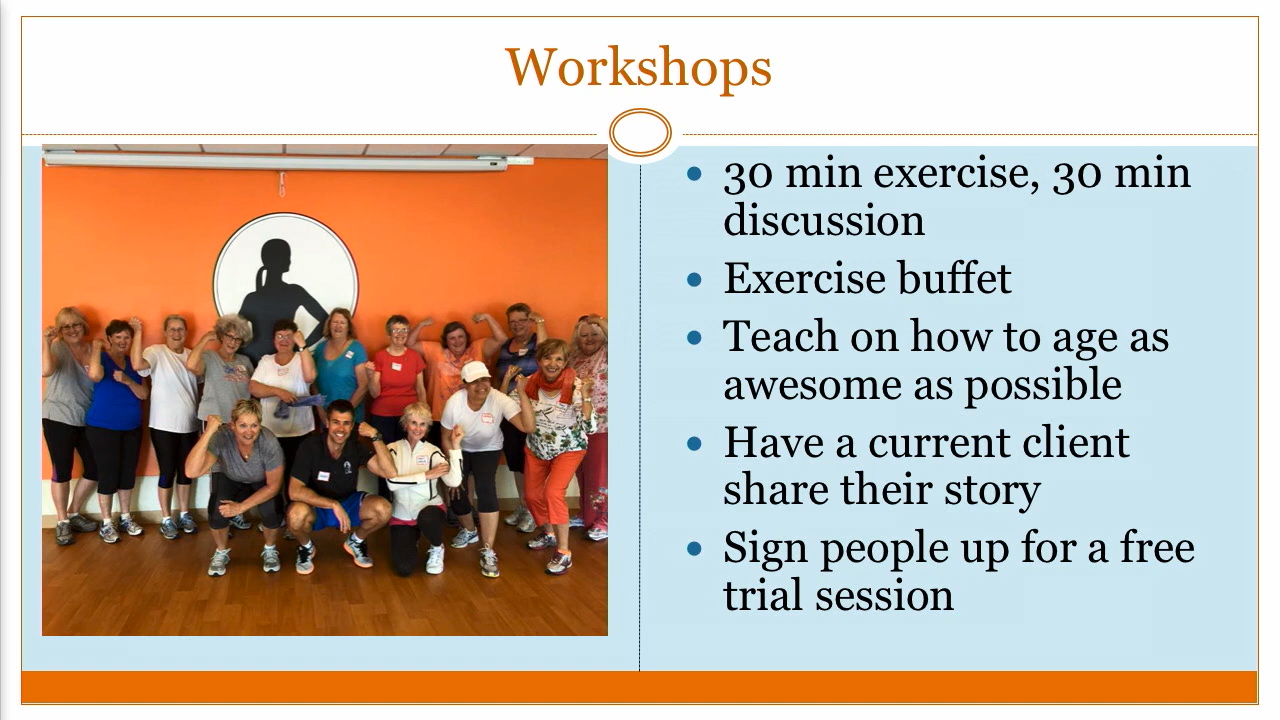 Workshops
30 min exercise, 30 min
discussion
Exercise buffet
Teach on how to age as
awesome as possible
Have a current client
share their story
Sign people up for a free
trial session